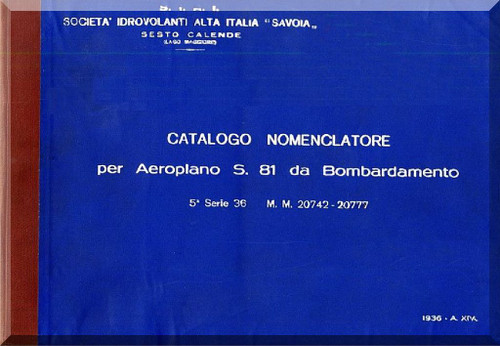 SOCIETA' IDROVOLANTI ALTA ITALIA "SAVOIA"
SESTO CALENDE
(LAGO MAGGIORE)
CATALOGO NOMENCLATORE
per Aeroplano S. 81 da Bombardamento
5ª Serie 36 M. M. 20742-20777
1936 - A. XIV.